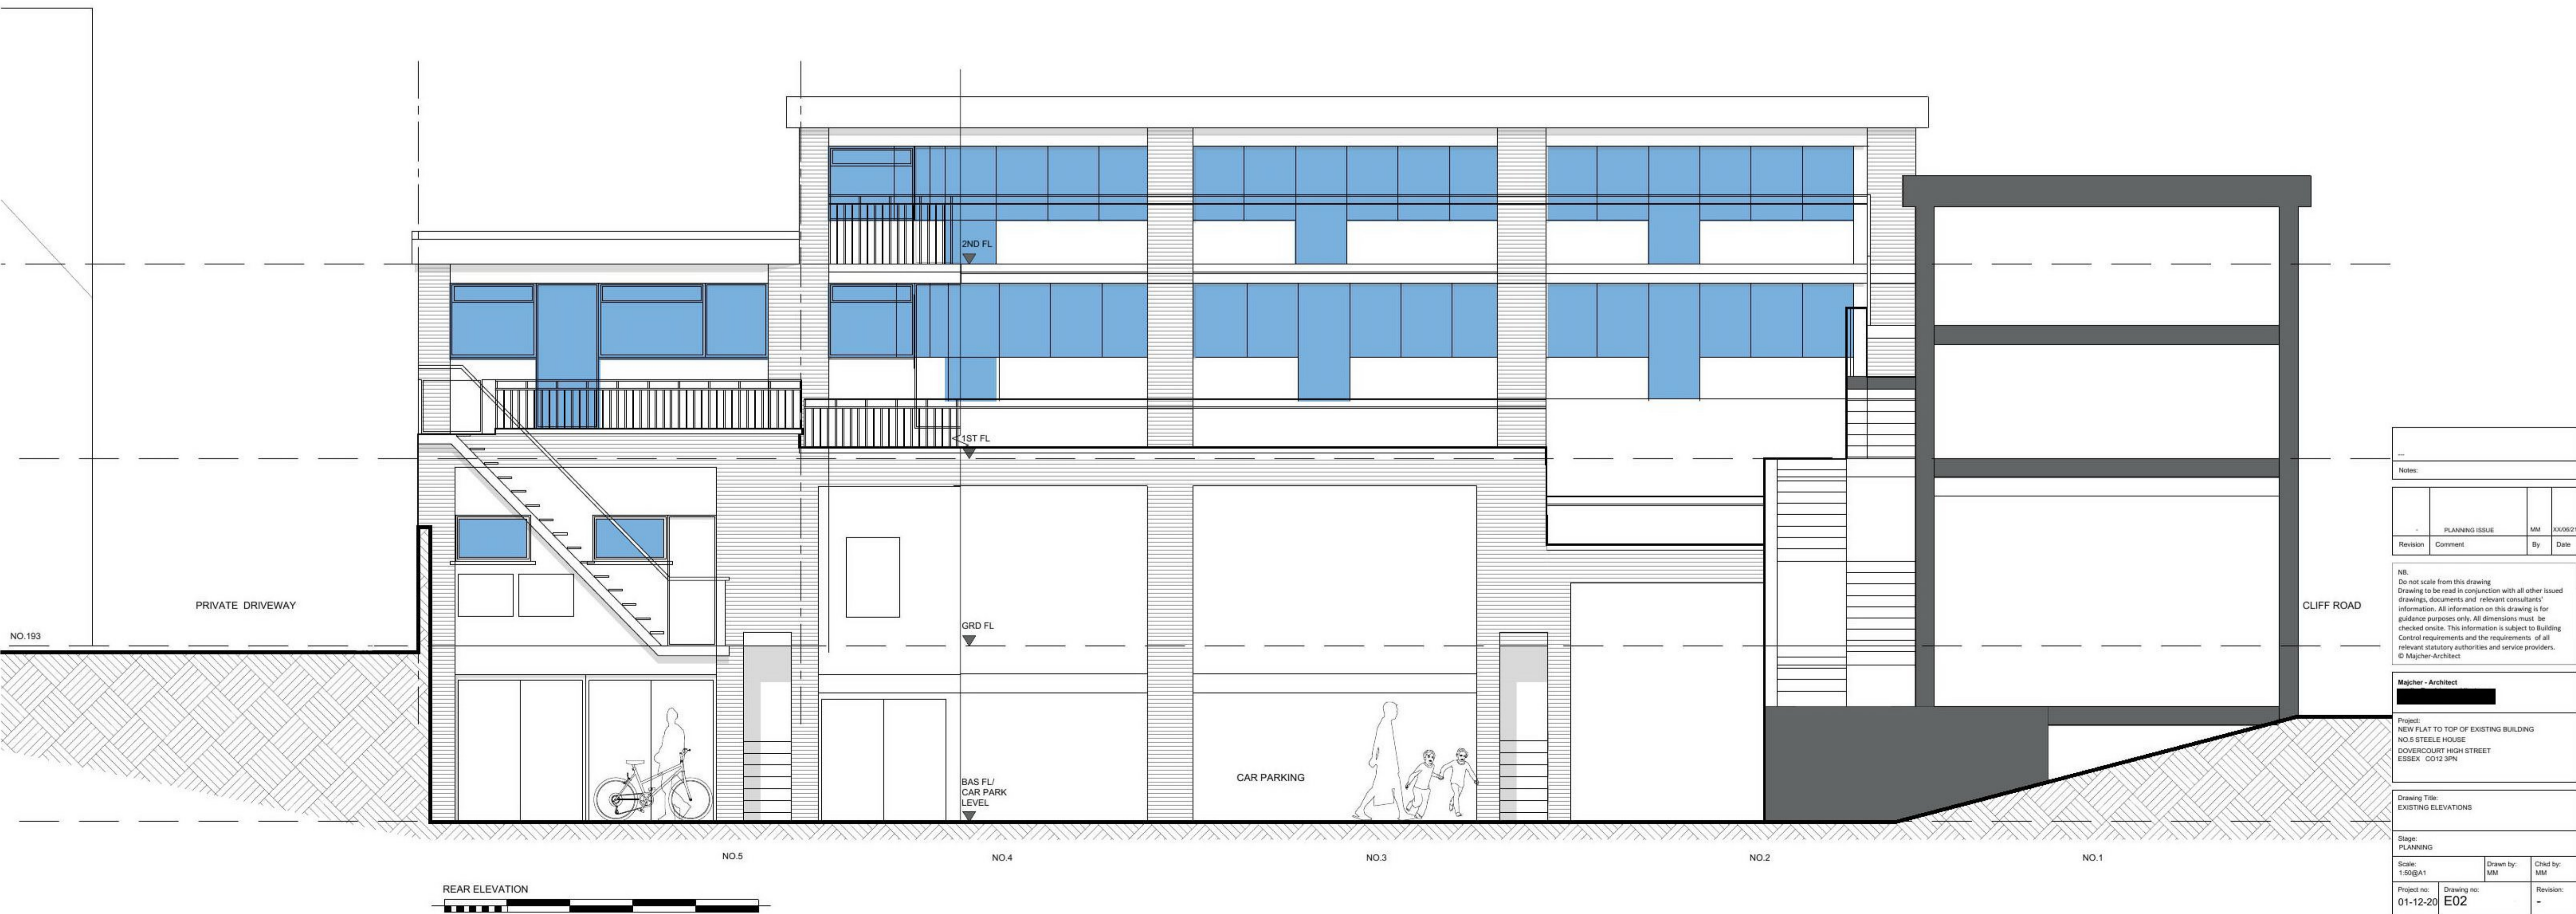 2ND FL
1ST FL
PRIVATE DRIVEWAY
NO.193
GRD FL
BAS FL/
CAR PARK
LEVEL
CAR PARKING
CLIFF ROAD
NO.5
NO.4
NO.3
NO.2
NO.1
REAR ELEVATION
---
Notes:
- PLANNING ISSUE MM XX/06/21
Revision Comment By Date
NB.
Do not scale from this drawing
Drawing to be read in conjunction with all other issued
drawings, documents and relevant consultants'
information. All information on this drawing is for
guidance purposes only. All dimensions must be
checked onsite. This information is subject to Building
Control requirements and the requirements of all
relevant statutory authorities and service providers.
© Majcher-Architect
Majcher - Architect
Project:
NEW FLAT TO TOP OF EXISTING BUILDING
NO.5 STEELE HOUSE
DOVERCOURT HIGH STREET
ESSEX CO12 3PN
Drawing Title:
EXISTING ELEVATIONS
Stage:
PLANNING
Scale: Drawn by: Chkd by:
1:50@A1 MM MM
Project no: Drawing no: Revision:
01-12-20 E02 -